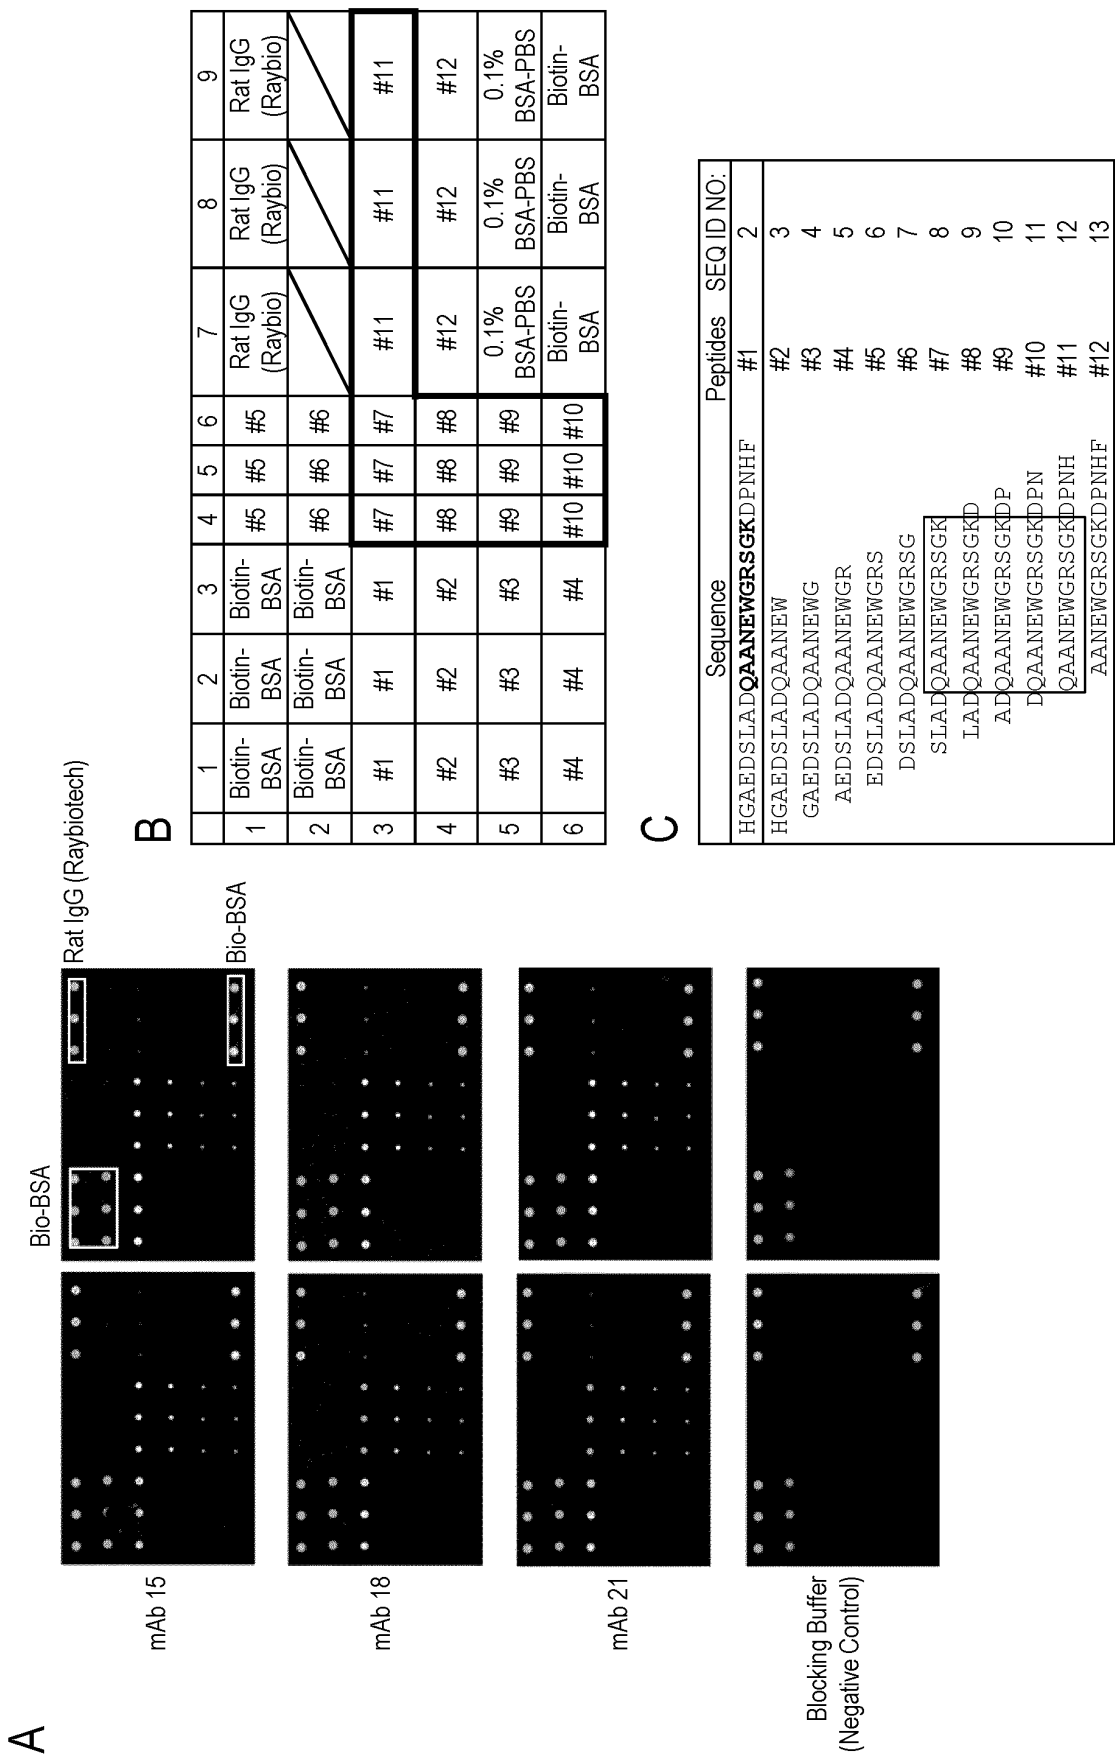 A
Bio-BSA
Rat IgG (Raybiotech)
Bio-BSA
mAb 15
mAb 18
mAb 21
Blocking Buffer
(Negative Control)
B
1 2 3 4 5 6 7 8 9
1 Biotin-BSA Biotin-BSA Biotin-BSA #5 #5 #5 Rat IgG (Raybio) Rat IgG (Raybio) Rat IgG (Raybio)
2 Biotin-BSA Biotin-BSA Biotin-BSA #6 #6 #6
3 #1 #1 #1 #7 #7 #7 #11 #11 #11
4 #2 #2 #2 #8 #8 #8 #12 #12 #12
5 #3 #3 #3 #9 #9 #9 0.1% BSA-PBS 0.1% BSA-PBS 0.1% BSA-PBS
6 #4 #4 #4 #10 #10 #10 Biotin-BSA Biotin-BSA Biotin-BSA
C
Sequence Peptides SEQ ID NO:
HGAEDSLADQAANEWGRSGKDPNHF #1 2
HGAEDSLADQAANEW #2 3
GAEDSLADQAANEWG #3 4
AEDSLADQAANEWGR #4 5
EDSLADQAANEWGRS #5 6
DSLADQAANEWGRSG #6 7
SLADQAANEWGRSGK #7 8
LADQAANEWGRSGKD #8 9
ADQAANEWGRSGKDP #9 10
DQAANEWGRSGKDPN #10 11
QAANEWGRSGKDPNH #11 12
AANEWGRSGKDPNHF #12 13